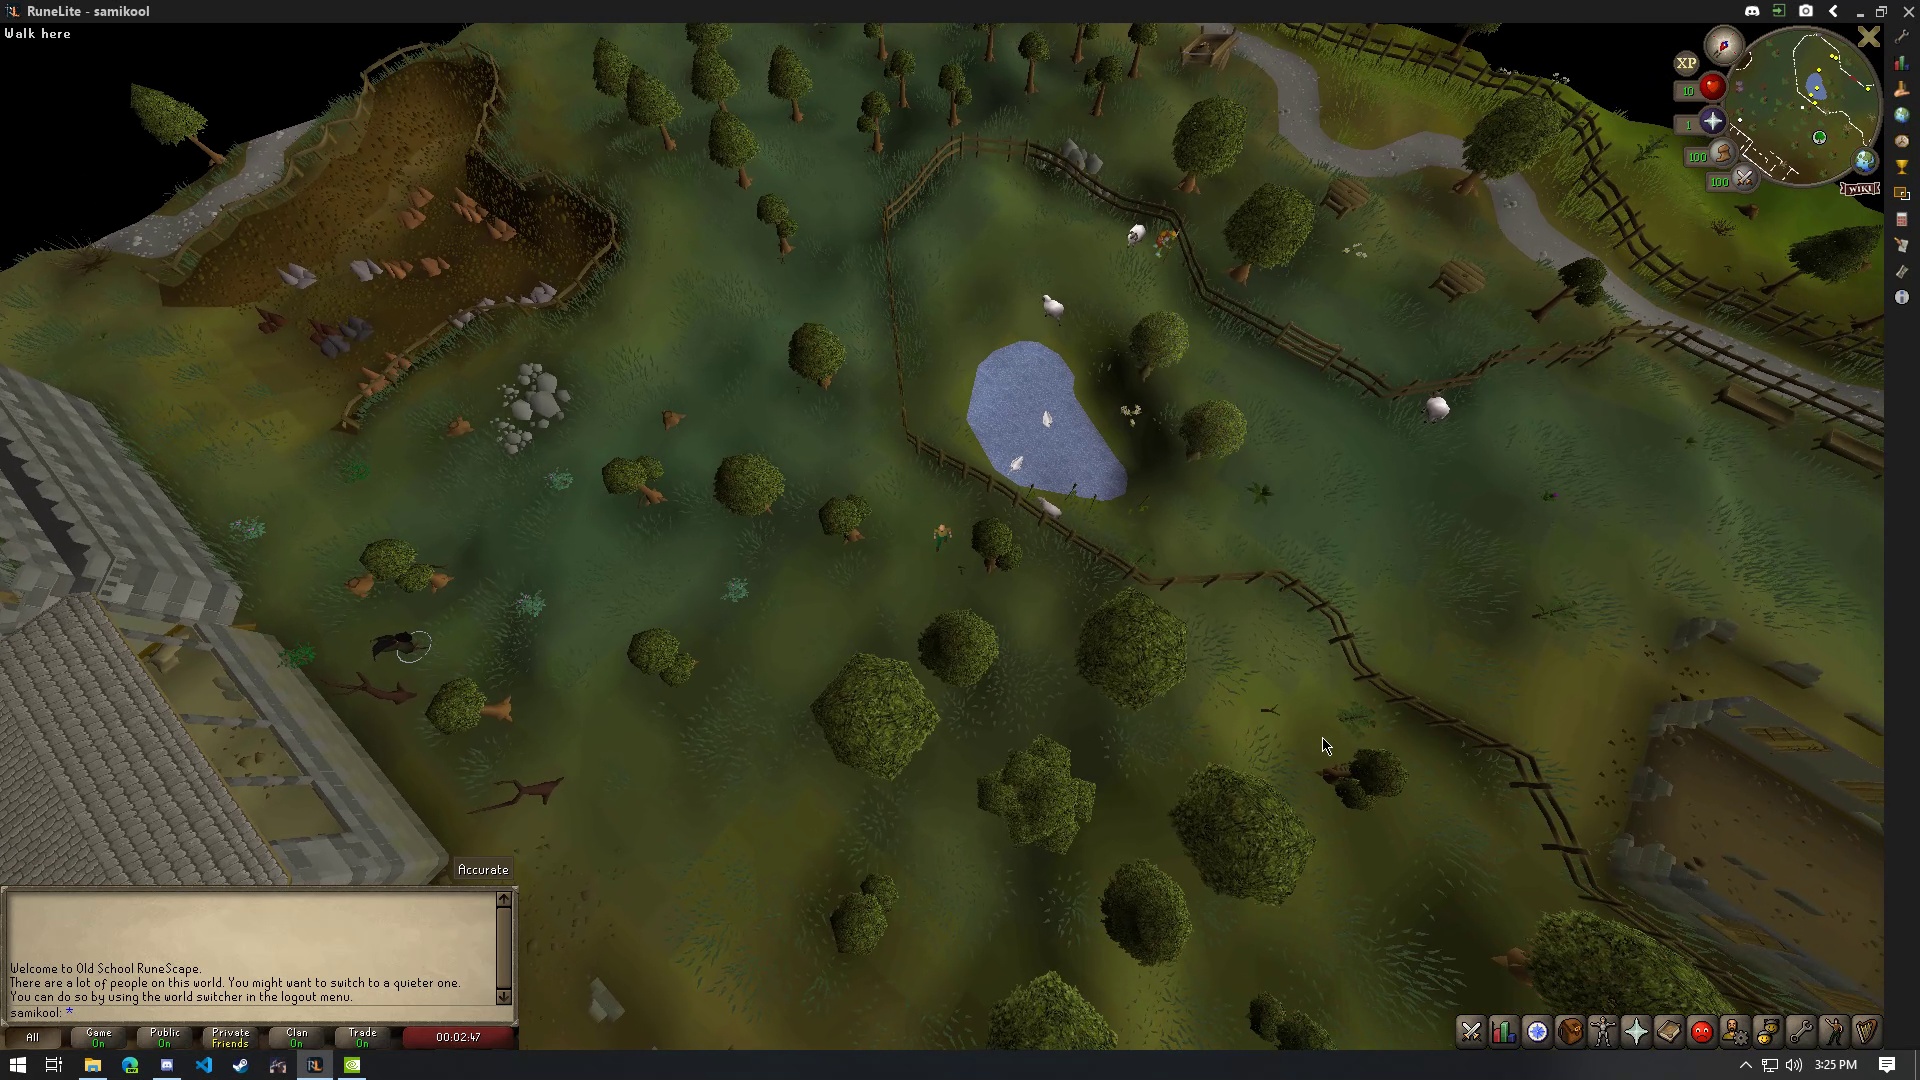 RuneLite - samikool
Walk here
XP
10
1
100
100
WIKI
Accurate
Welcome to Old School RuneScape.
There are a lot of people on this world. You might want to switch to a quieter one.
You can do so by using the world switcher in the logout menu.
samikool: *
All
Game
On
Public
On
Private
Friends
Clan
On
Trade
On
00:02:47
3:25 PM